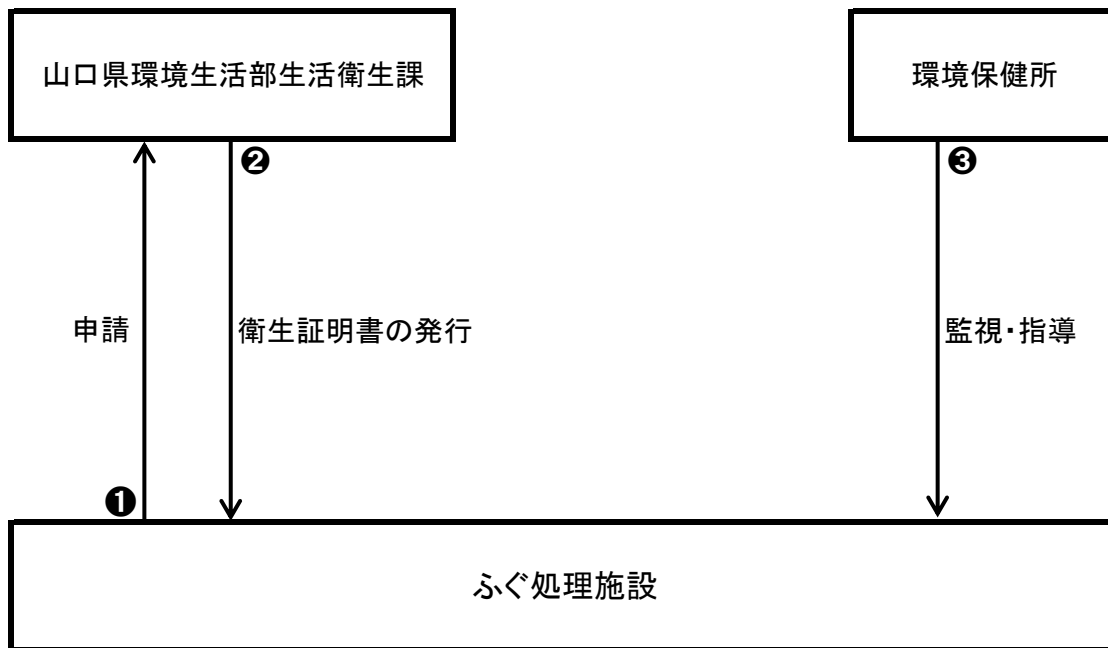 山口県環境生活部生活衛生課
環境保健所
❷
❸
申請
衛生証明書の発行
監視・指導
❶
ふぐ処理施設